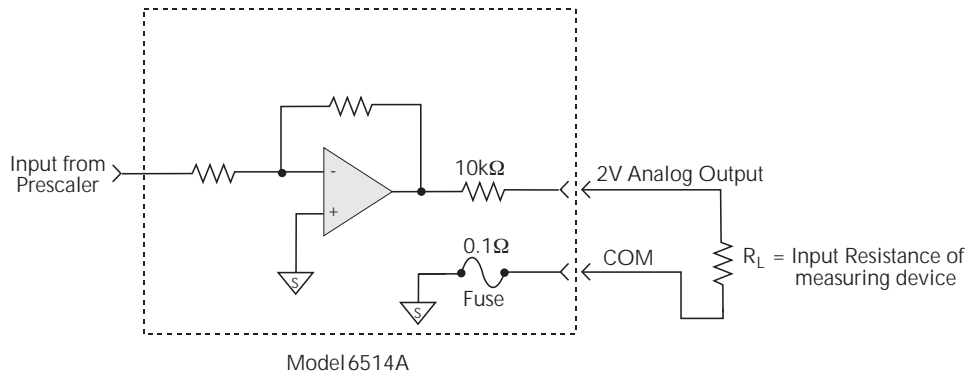 Input from
Prescaler
-
+
S
10kΩ
0.1Ω
Fuse
S
2V Analog Output
COM
R_L = Input Resistance of
measuring device
Model 6514A